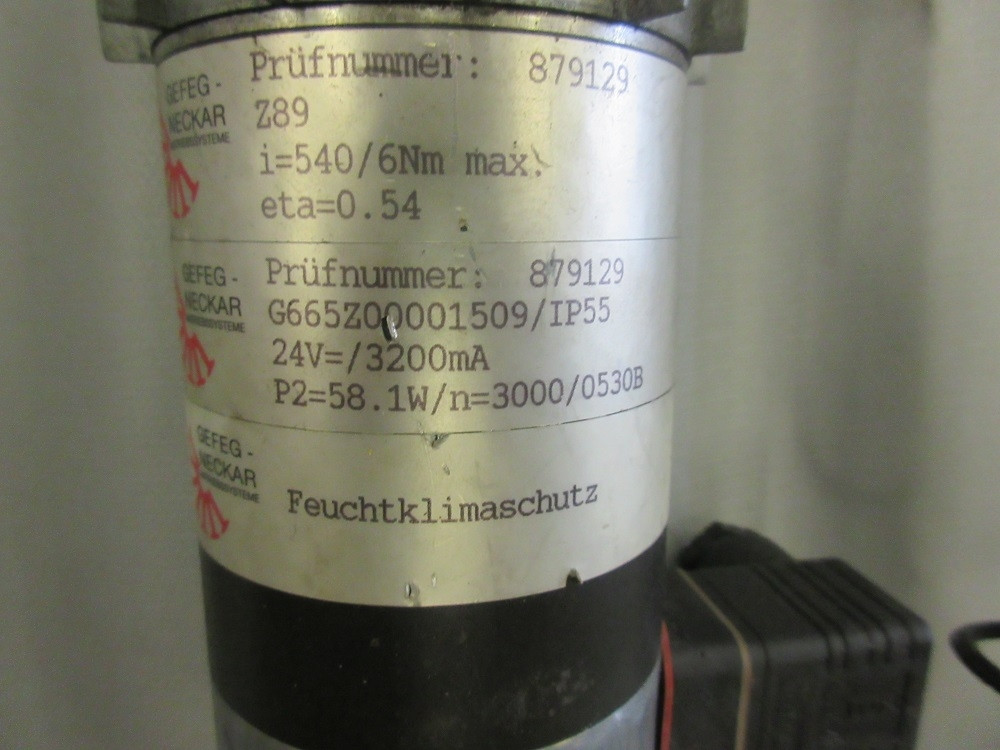 GEFEG-
NECKAR
Prüfnummer: 879129
Z89
i=540/6Nm max.
eta=0.54
GEFEG-
NECKAR
Prüfnummer: 879129
G665Z00001509/IP55
24V=/3200mA
P2=58.1W/n=3000/0530B
GEFEG-
NECKAR
Feuchtklimaschutz